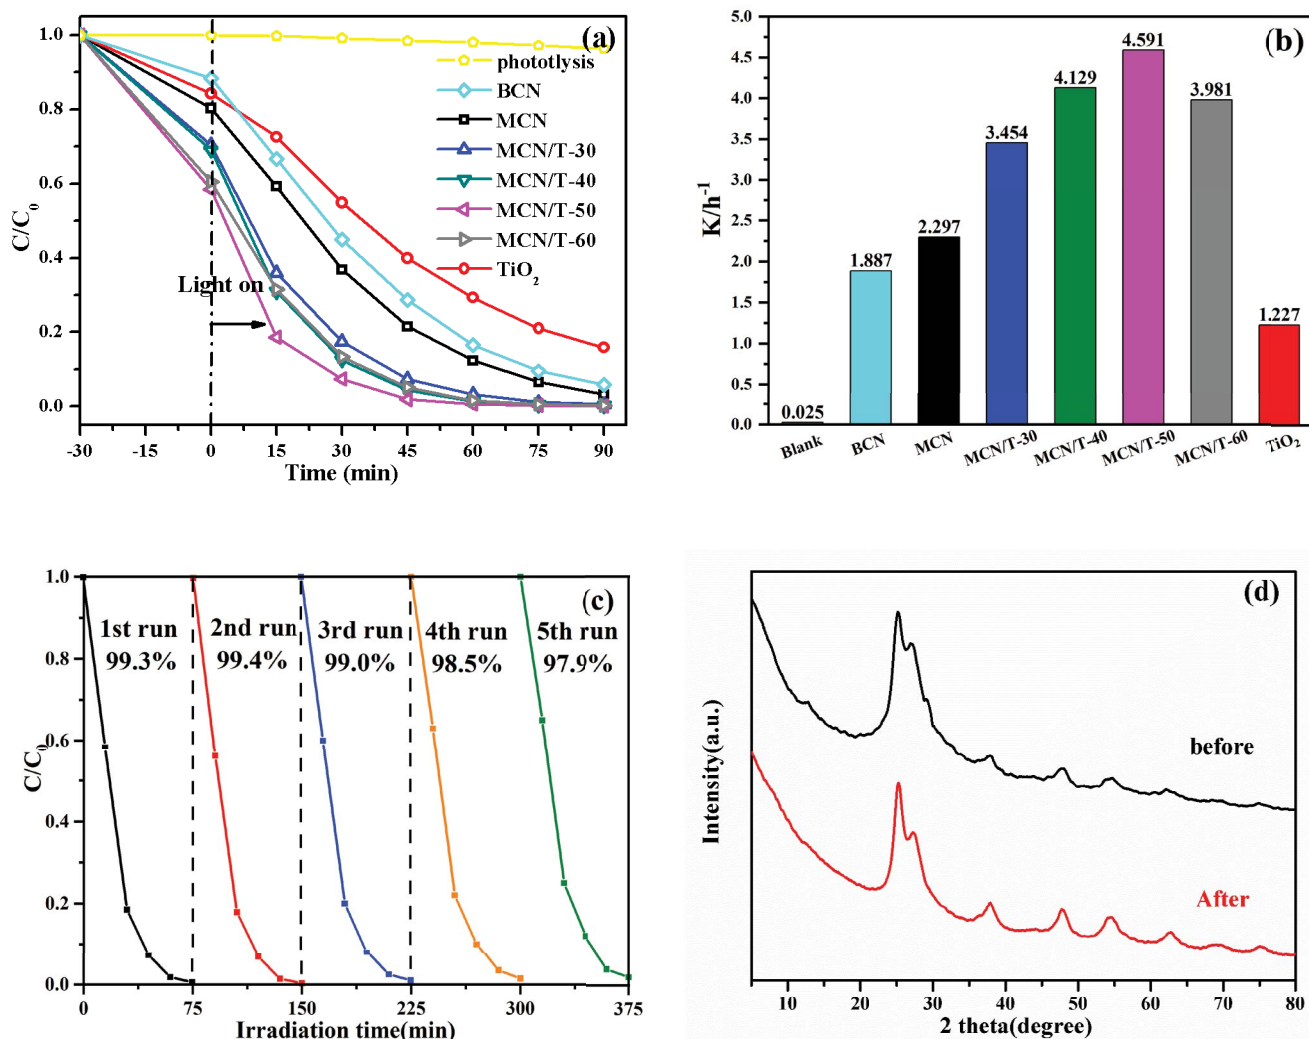 (a)
1.0
0.8
0.6
0.4
0.2
0.0
C/C0
phototlysis
BCN
MCN
MCN/T-30
MCN/T-40
MCN/T-50
MCN/T-60
TiO2
Light on
-30 -15 0 15 30 45 60 75 90
Time (min)
(b)
5.0
4.5
4.0
3.5
3.0
2.5
2.0
1.5
1.0
0.5
0.0
K/h-1
0.025
1.887
2.297
3.454
4.129
4.591
3.981
1.227
Blank BCN MCN MCN/T-30 MCN/T-40 MCN/T-50 MCN/T-60 TiO2
(c)
1.0
0.8
0.6
0.4
0.2
0.0
C/C0
1st run 2nd run 3rd run 4th run 5th run
99.3% 99.4% 99.0% 98.5% 97.9%
0 75 150 225 300 375
Irradiation time(min)
(d)
Intensity(a.u.)
before
After
10 20 30 40 50 60 70 80
2 theta(degree)